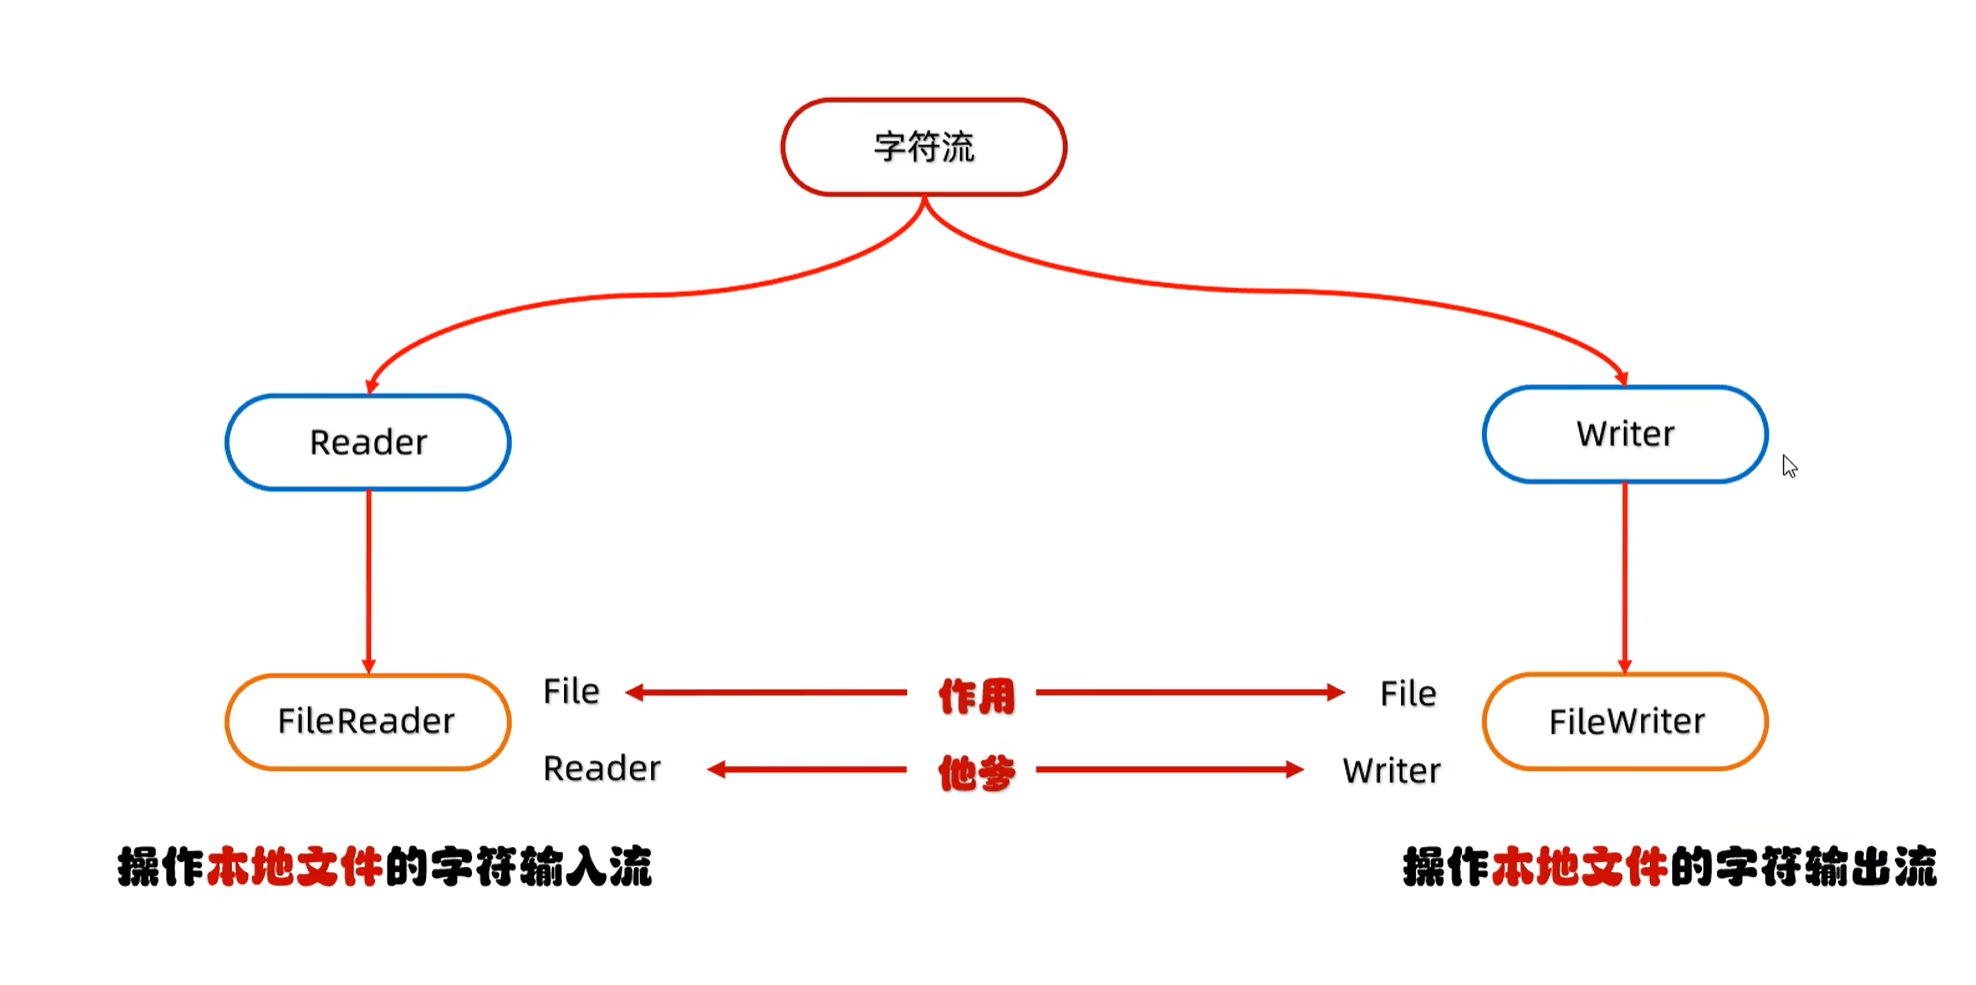 字符流
Reader
Writer
FileReader
File
作用
File
FileWriter
Reader
他爹
Writer
操作本地文件的字符输入流
操作本地文件的字符输出流